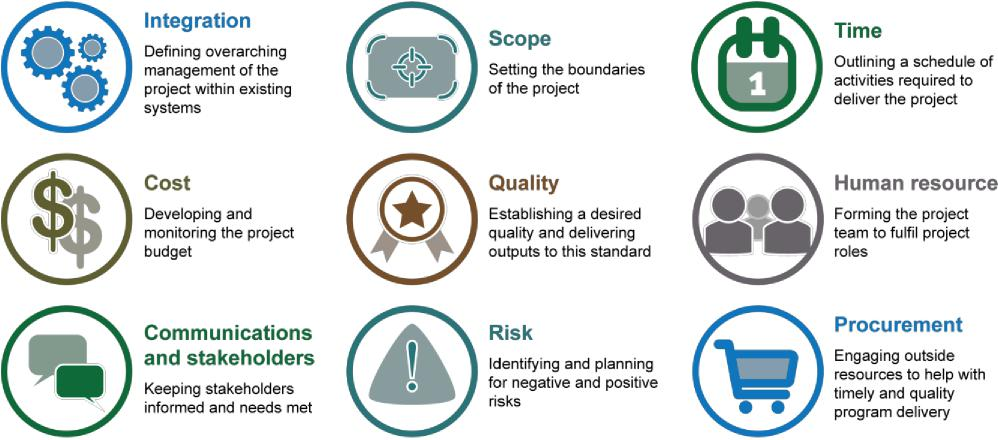 Integration
Defining overarching
management of the
project within existing
systems
Scope
Setting the boundaries
of the project
1
Time
Outlining a schedule of
activities required to
deliver the project
$
$
Cost
Developing and
monitoring the project
budget
Quality
Establishing a desired
quality and delivering
outputs to this standard
Human resource
Forming the project
team to fulfil project
roles
Communications
and stakeholders
Keeping stakeholders
informed and needs met
!
Risk
Identifying and planning
for negative and positive
risks
Procurement
Engaging outside
resources to help with
timely and quality
program delivery